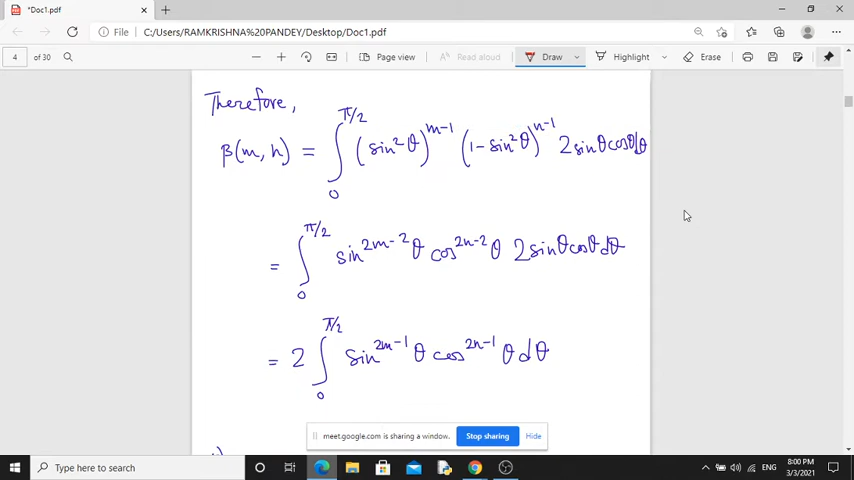 *Doc1.pdf
File C:/Users/RAMKRISHNA%20PANDEY/Desktop/Doc1.pdf
4 of 30 Page view Read aloud Draw Highlight Erase
Therefore,
β(m, n) = ∫₀^{π/2} (sin²θ)^{m-1} (1-sin²θ)^{n-1} 2sinθcosθdθ
= ∫₀^{π/2} sin^{2m-2}θ cos^{2n-2}θ 2sinθcosθdθ
= 2 ∫₀^{π/2} sin^{2m-1}θ cos^{2n-1}θ dθ
meet.google.com is sharing a window. Stop sharing Hide
Type here to search
ENG
8:00 PM
3/3/2021